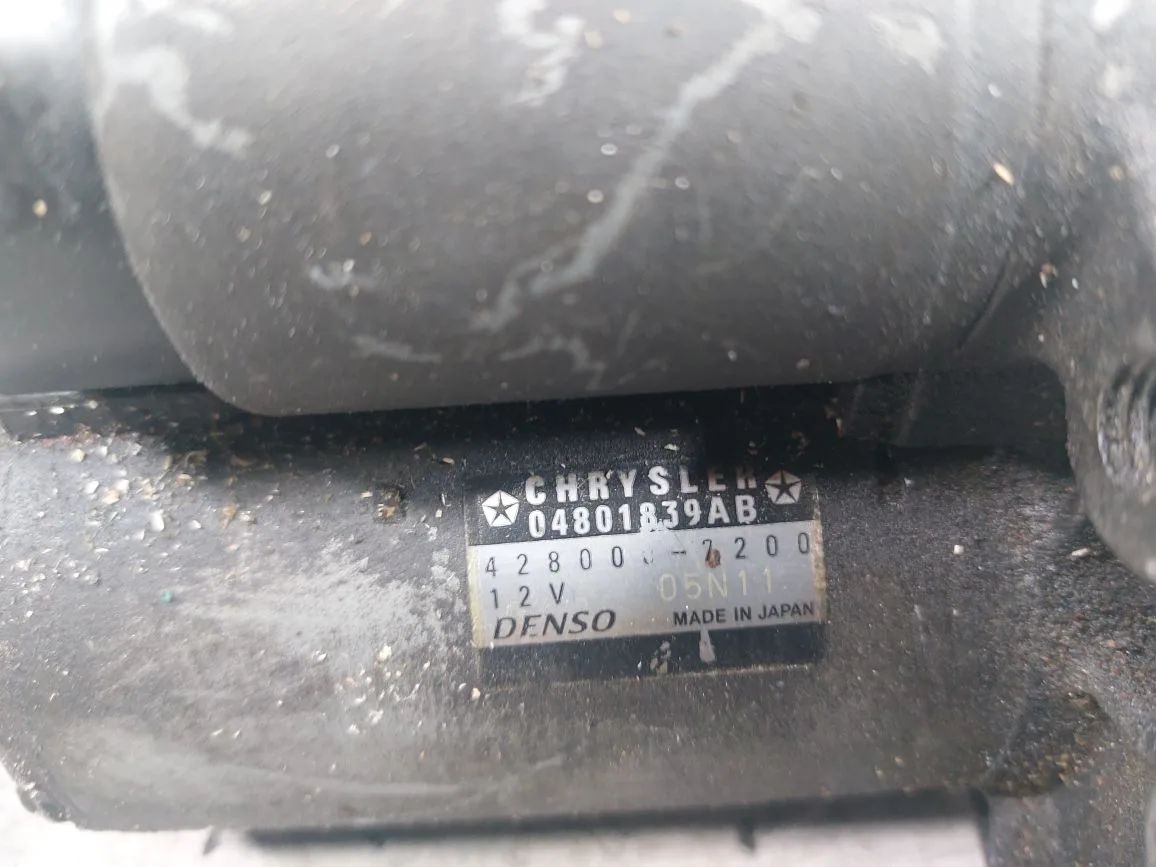 CHRYSLER
04801839AB
12V 05N11
DENSO MADE IN JAPAN